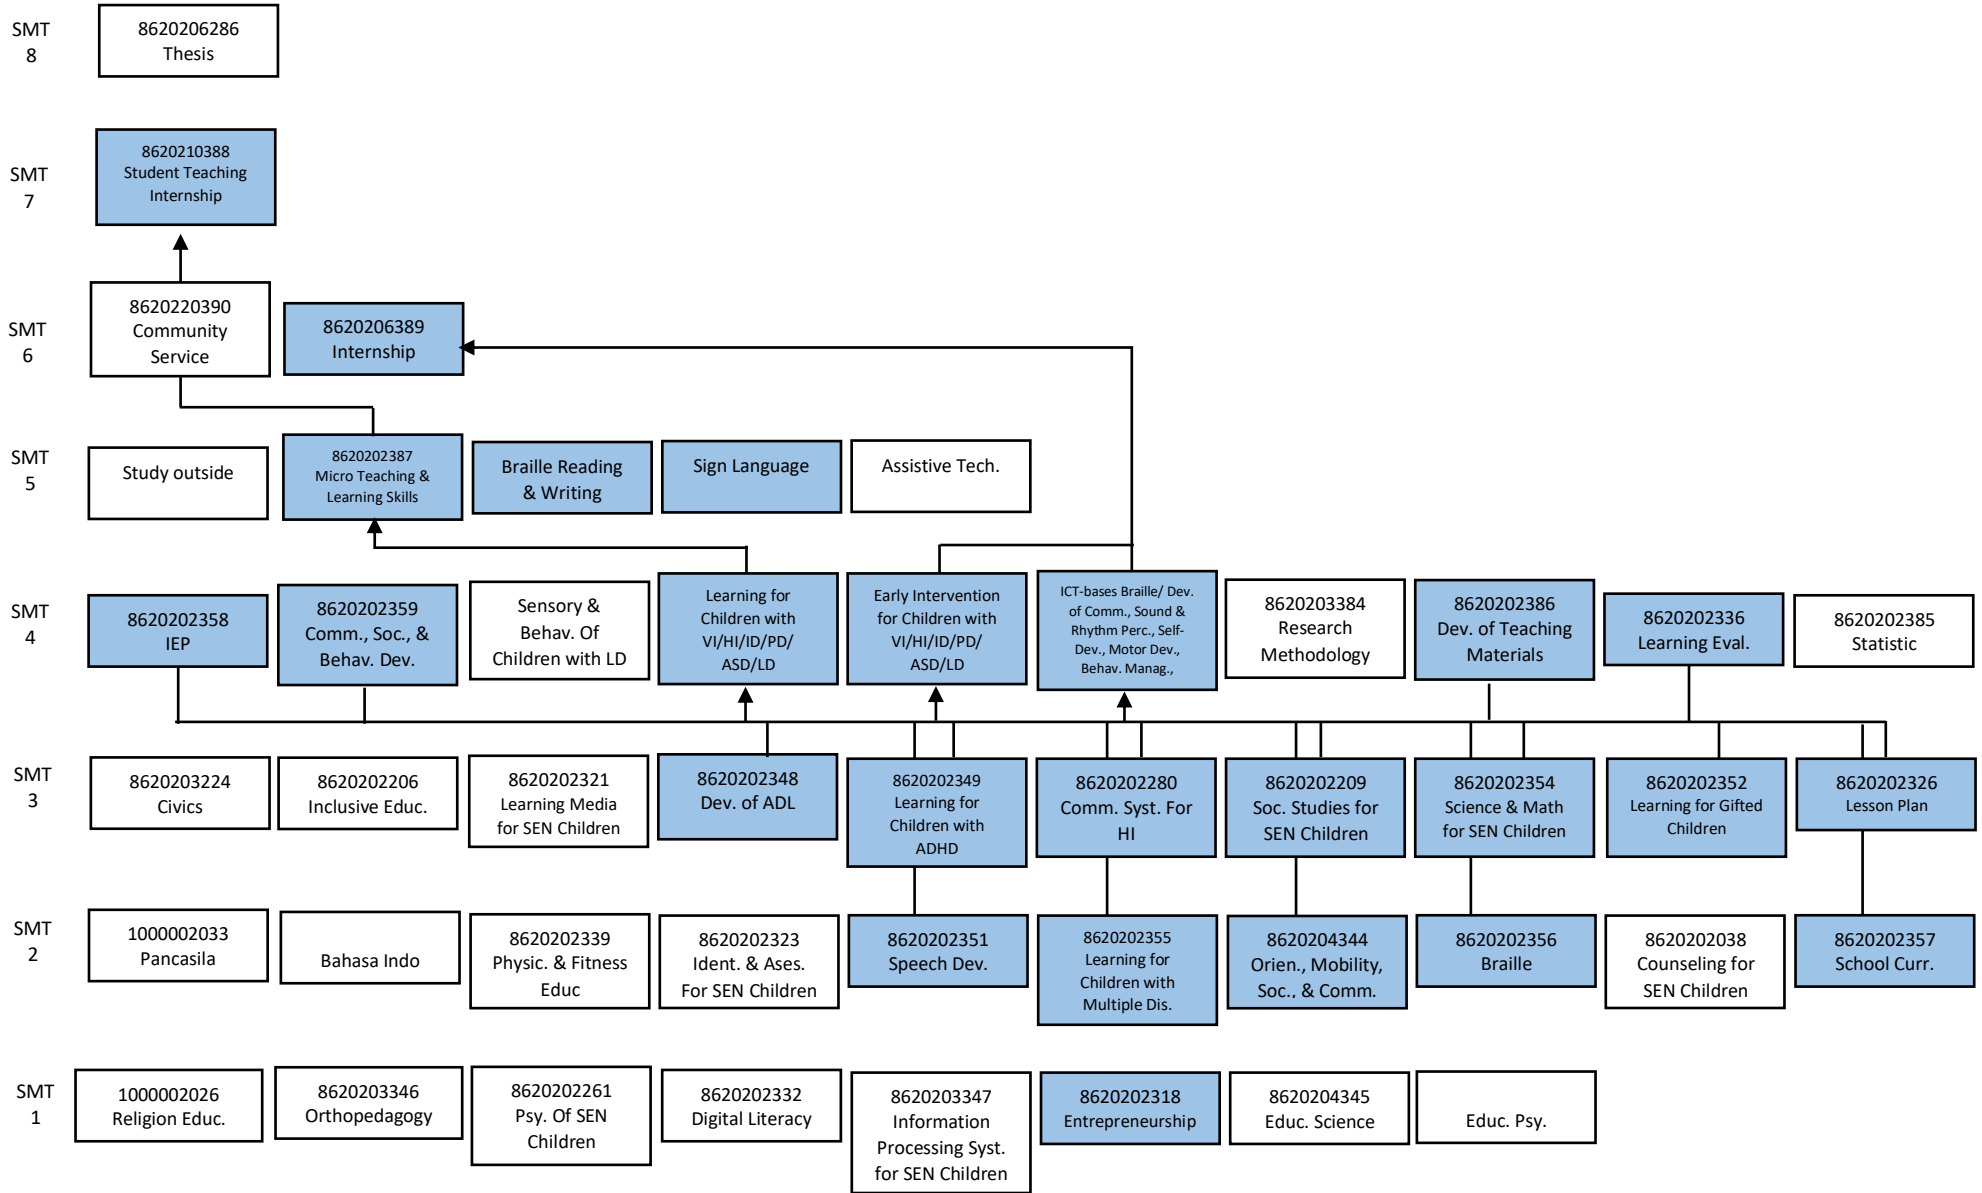 SMT
8
8620206286
Thesis
SMT
7
8620210388
Student Teaching
Internship
SMT
6
8620220390
Community
Service
8620206389
Internship
SMT
5
Study outside
8620202387
Micro Teaching &
Learning Skills
Braille Reading
& Writing
Sign Language
Assistive Tech.
SMT
4
8620202358
IEP
8620202359
Comm., Soc., &
Behav. Dev.
Sensory &
Behav. Of
Children with LD
Learning for
Children with
VI/HI/ID/PD/
ASD/LD
Early Intervention
for Children with
VI/HI/ID/PD/
ASD/LD
ICT-bases Braille/ Dev.
of Comm., Sound &
Rhythm Perc., Self-
Dev., Motor Dev.,
Behav. Manag.,
8620203384
Research
Methodology
8620202386
Dev. of Teaching
Materials
8620202336
Learning Eval.
8620202385
Statistic
SMT
3
8620203224
Civics
8620202206
Inclusive Educ.
8620202321
Learning Media
for SEN Children
8620202348
Dev. of ADL
8620202349
Learning for
Children with
ADHD
8620202280
Comm. Syst. For
HI
8620202209
Soc. Studies for
SEN Children
8620202354
Science & Math
for SEN Children
8620202352
Learning for Gifted
Children
8620202326
Lesson Plan
SMT
2
1000002033
Pancasila
Bahasa Indo
8620202339
Physic. & Fitness
Educ
8620202323
Ident. & Ases.
For SEN Children
8620202351
Speech Dev.
8620202355
Learning for
Children with
Multiple Dis.
8620204344
Orien., Mobility,
Soc., & Comm.
8620202356
Braille
8620202038
Counseling for
SEN Children
8620202357
School Curr.
SMT
1
1000002026
Religion Educ.
8620203346
Orthopedagogy
8620202261
Psy. Of SEN
Children
8620202332
Digital Literacy
8620203347
Information
Processing Syst.
for SEN Children
8620202318
Entrepreneurship
8620204345
Educ. Science
Educ. Psy.